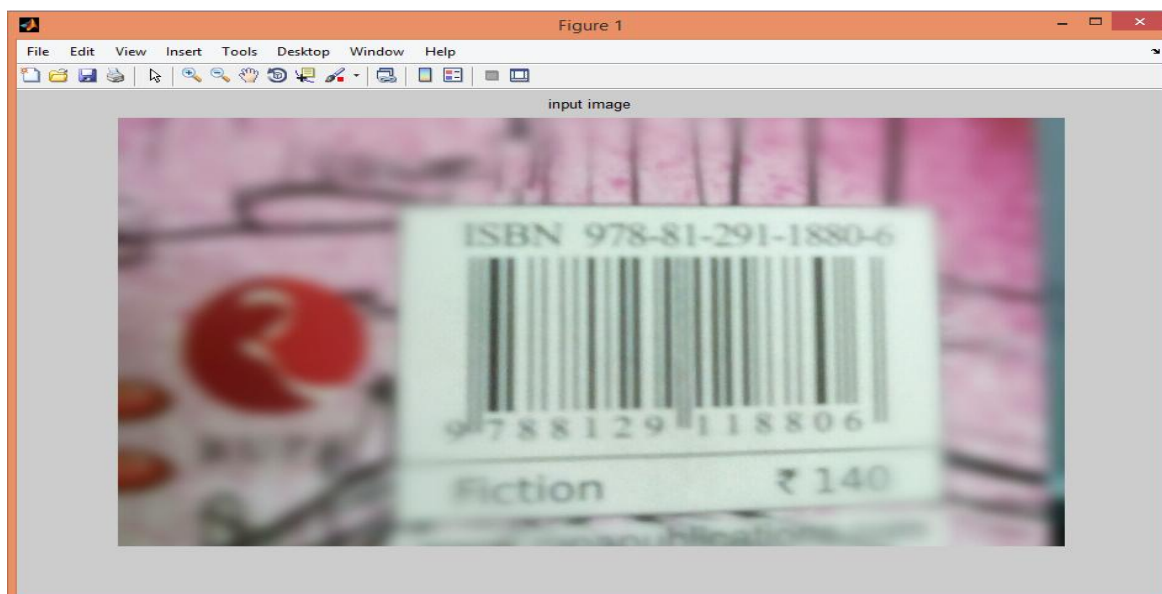 Figure 1
File Edit View Insert Tools Desktop Window Help
input image
ISBN 978-81-291-1880-6
9 788129 118806
Fiction ₹ 140